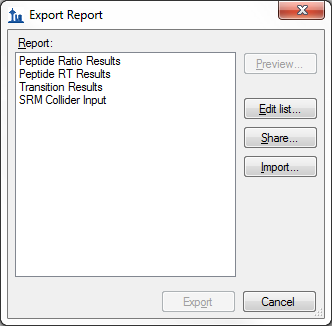 Export Report
Report:
Peptide Ratio Results
Peptide RT Results
Transition Results
SRM Collider Input
Preview...
Edit list...
Share...
Import...
Export
Cancel